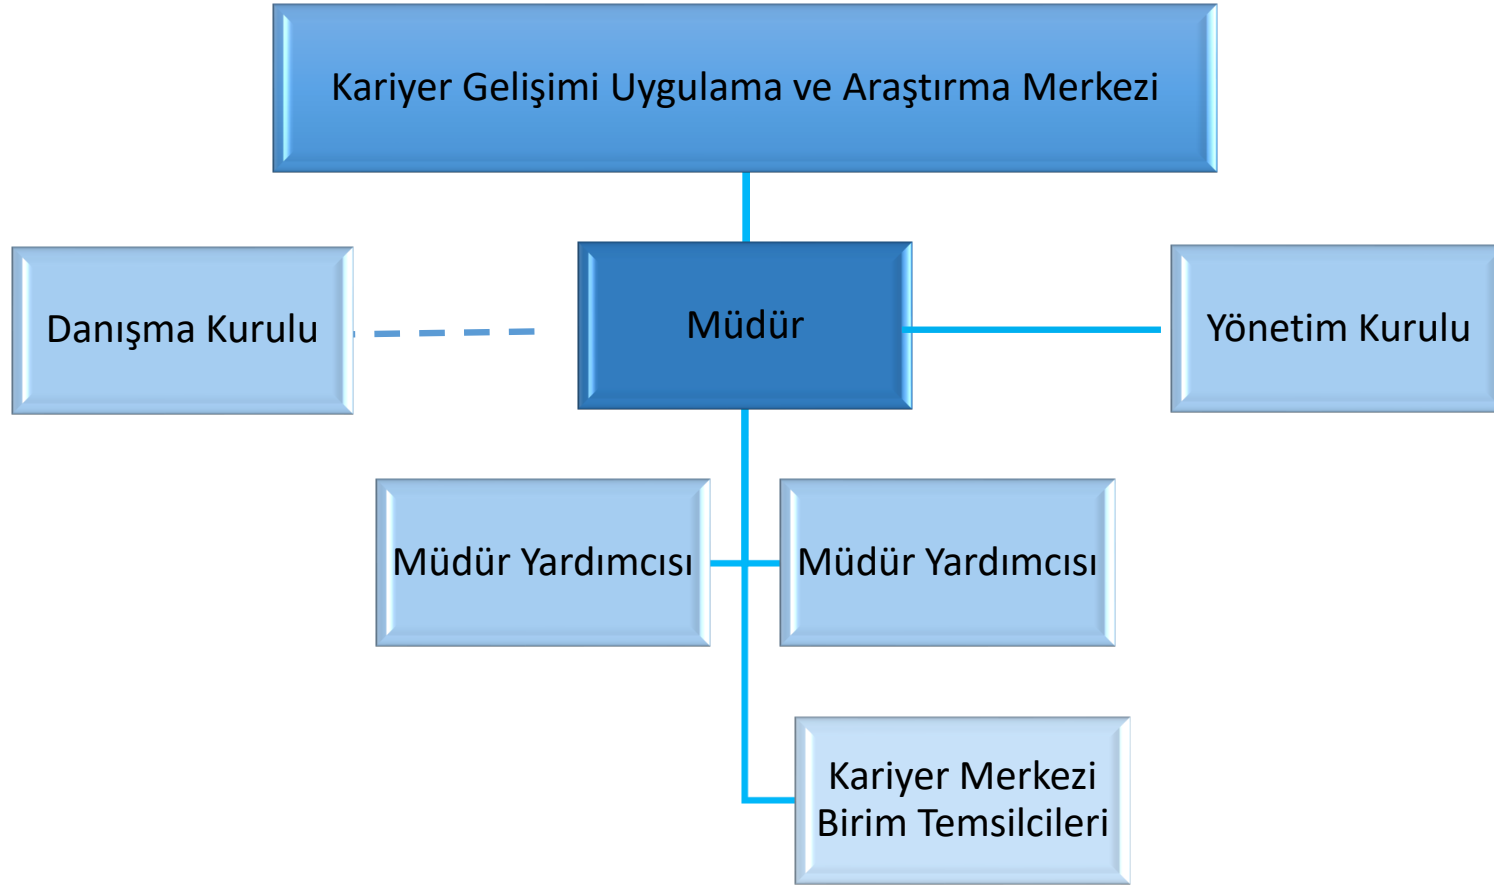 Kariyer Gelişimi Uygulama ve Araştırma Merkezi
Danışma Kurulu
Müdür
Yönetim Kurulu
Müdür Yardımcısı
Müdür Yardımcısı
Kariyer Merkezi
Birim Temsilcileri